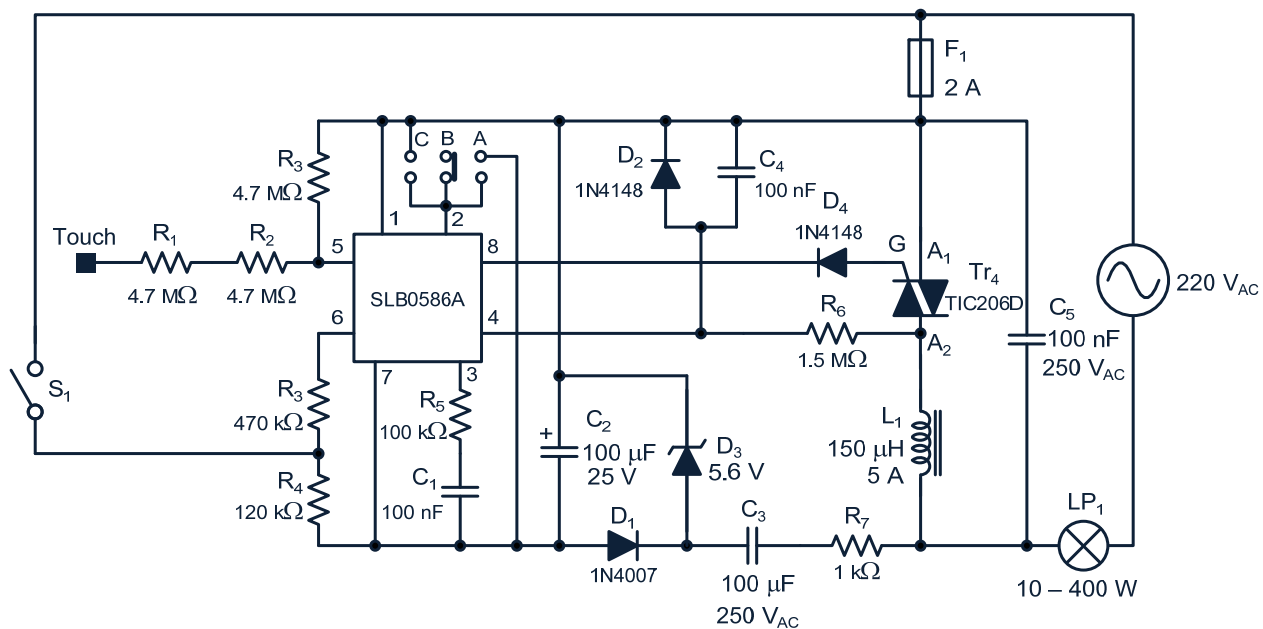 F₁
2 A
C
B
A
R₃
4.7 MΩ
D₂
1N4148
C₄
100 nF
1
2
D₄
1N4148
Touch
R₁
4.7 MΩ
R₂
4.7 MΩ
5
8
G
A₁
Tr₄
TIC206D
SLB0586A
220 V_AC
6
4
R₆
1.5 MΩ
A₂
C₅
100 nF
250 V_AC
7
3
S₁
R₃
470 kΩ
R₅
100 kΩ
+
C₂
100 μF
25 V
D₃
5.6 V
L₁
150 μH
5 A
R₄
120 kΩ
C₁
100 nF
D₁
1N4007
C₃
100 μF
250 V_AC
R₇
1 kΩ
LP₁
10 – 400 W